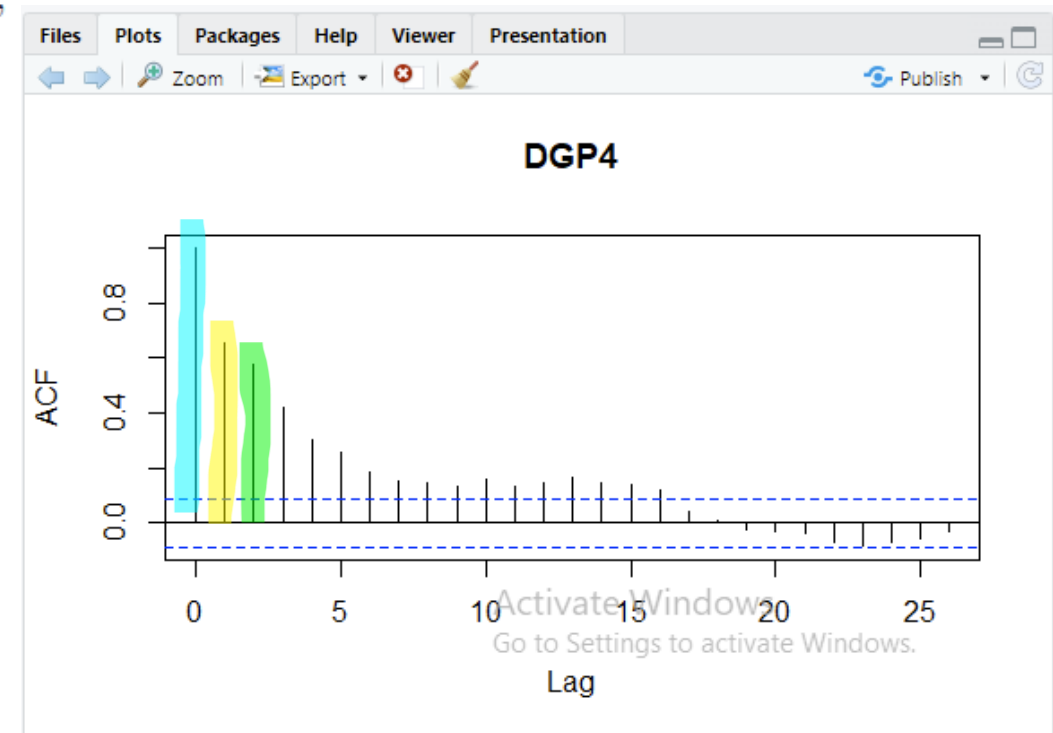 Files Plots Packages Help Viewer Presentation
Zoom Export Publish
DGP4
ACF
0.8
0.4
0.0
0 5 10 15 20 25
Activate Windows
Go to Settings to activate Windows.
Lag